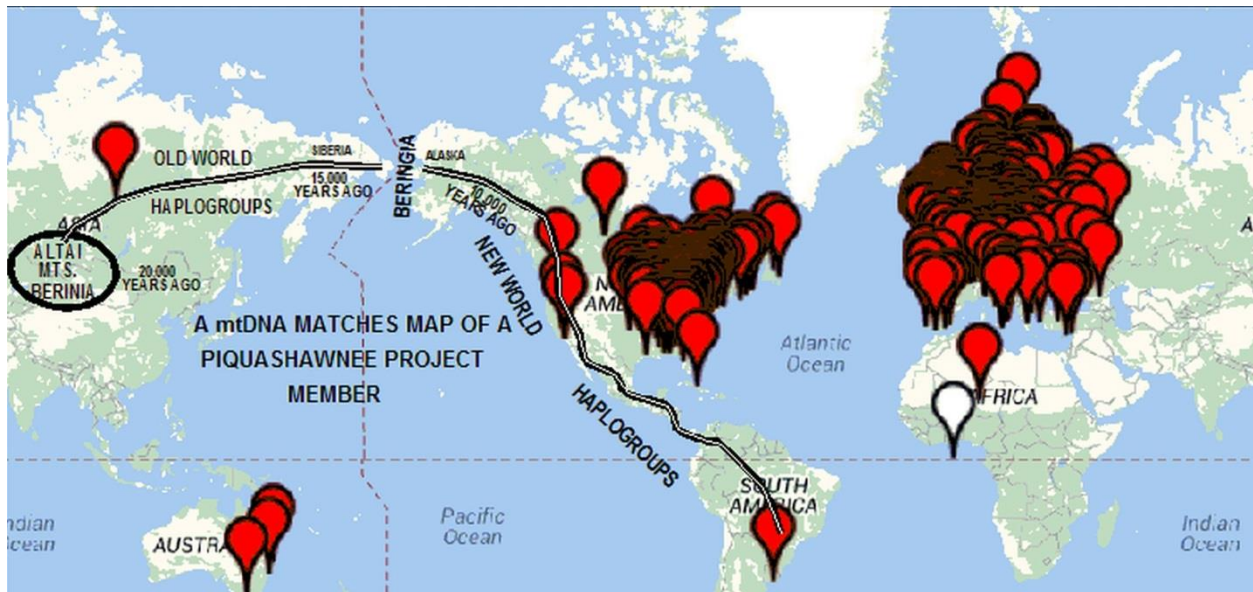 OLD WORLD
SIBERIA
ALASKA
BERINGIA
15,000
YEARS AGO
HAPLOGROUPS
10,000
YEARS AGO
ASIA
ALTAI
MTS.
BERINIA
20,000
YEARS AGO
NEW WORLD
A mtDNA MATCHES MAP OF A
PIQUASHAWNEE PROJECT
MEMBER
Atlantic
Ocean
AFRICA
HAPLOGROUPS
SOUTH
AMERICA
Pacific
Ocean
Indian
Ocean
AUSTRA
ndian
cean